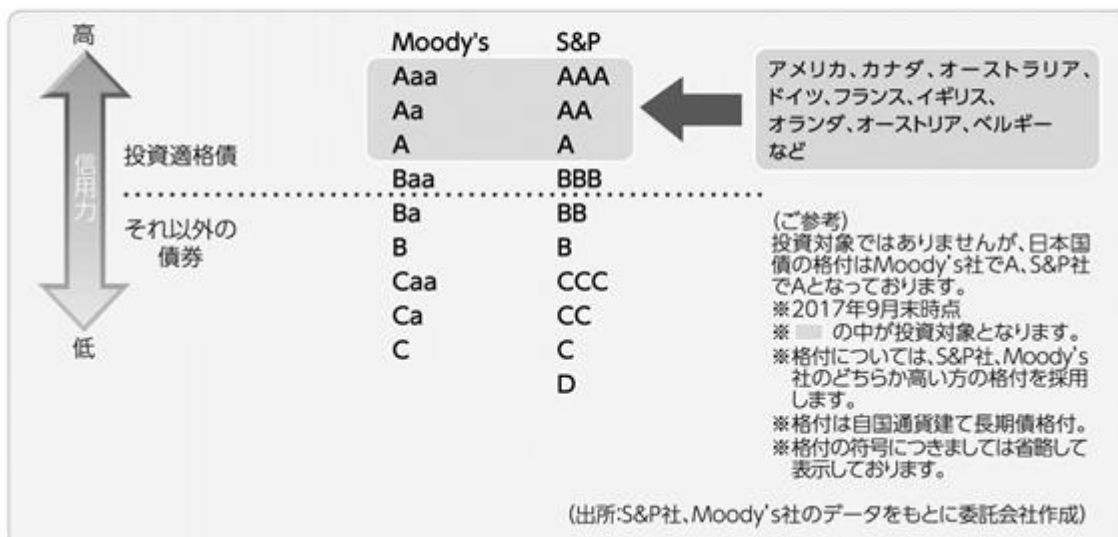 高
信用力
低
投資適格債
それ以外の
債券
Moody's S&P
Aaa AAA
Aa AA
A A
Baa BBB
Ba BB
B B
Caa CCC
Ca CC
C C
D
アメリカ、カナダ、オーストラリア、
ドイツ、フランス、イギリス、
オランダ、オーストリア、ベルギー
など
(ご参考)
投資対象ではありませんが、日本国
債の格付はMoody's社でA、S&P社
でAとなっております。
※2017年9月末時点
※ の中が投資対象となります。
※格付については、S&P社、Moody's
社のどちらか高い方の格付を採用
します。
※格付は自国通貨建て長期債格付。
※格付の符号につきましては省略して
表示しております。
(出所:S&P社、Moody's社のデータをもとに委託会社作成)